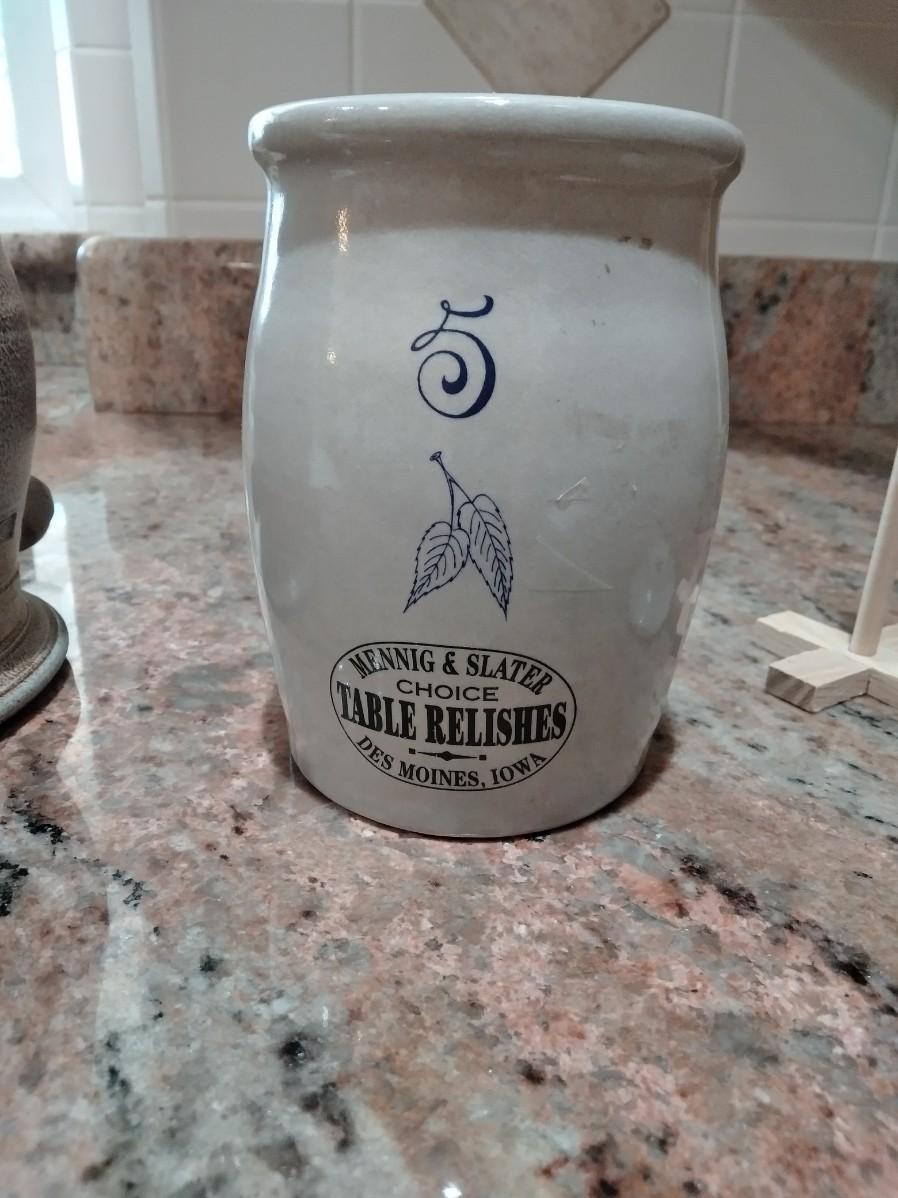 5
MENNIG & SLATER
CHOICE
TABLE RELISHES
DES MOINES, IOWA